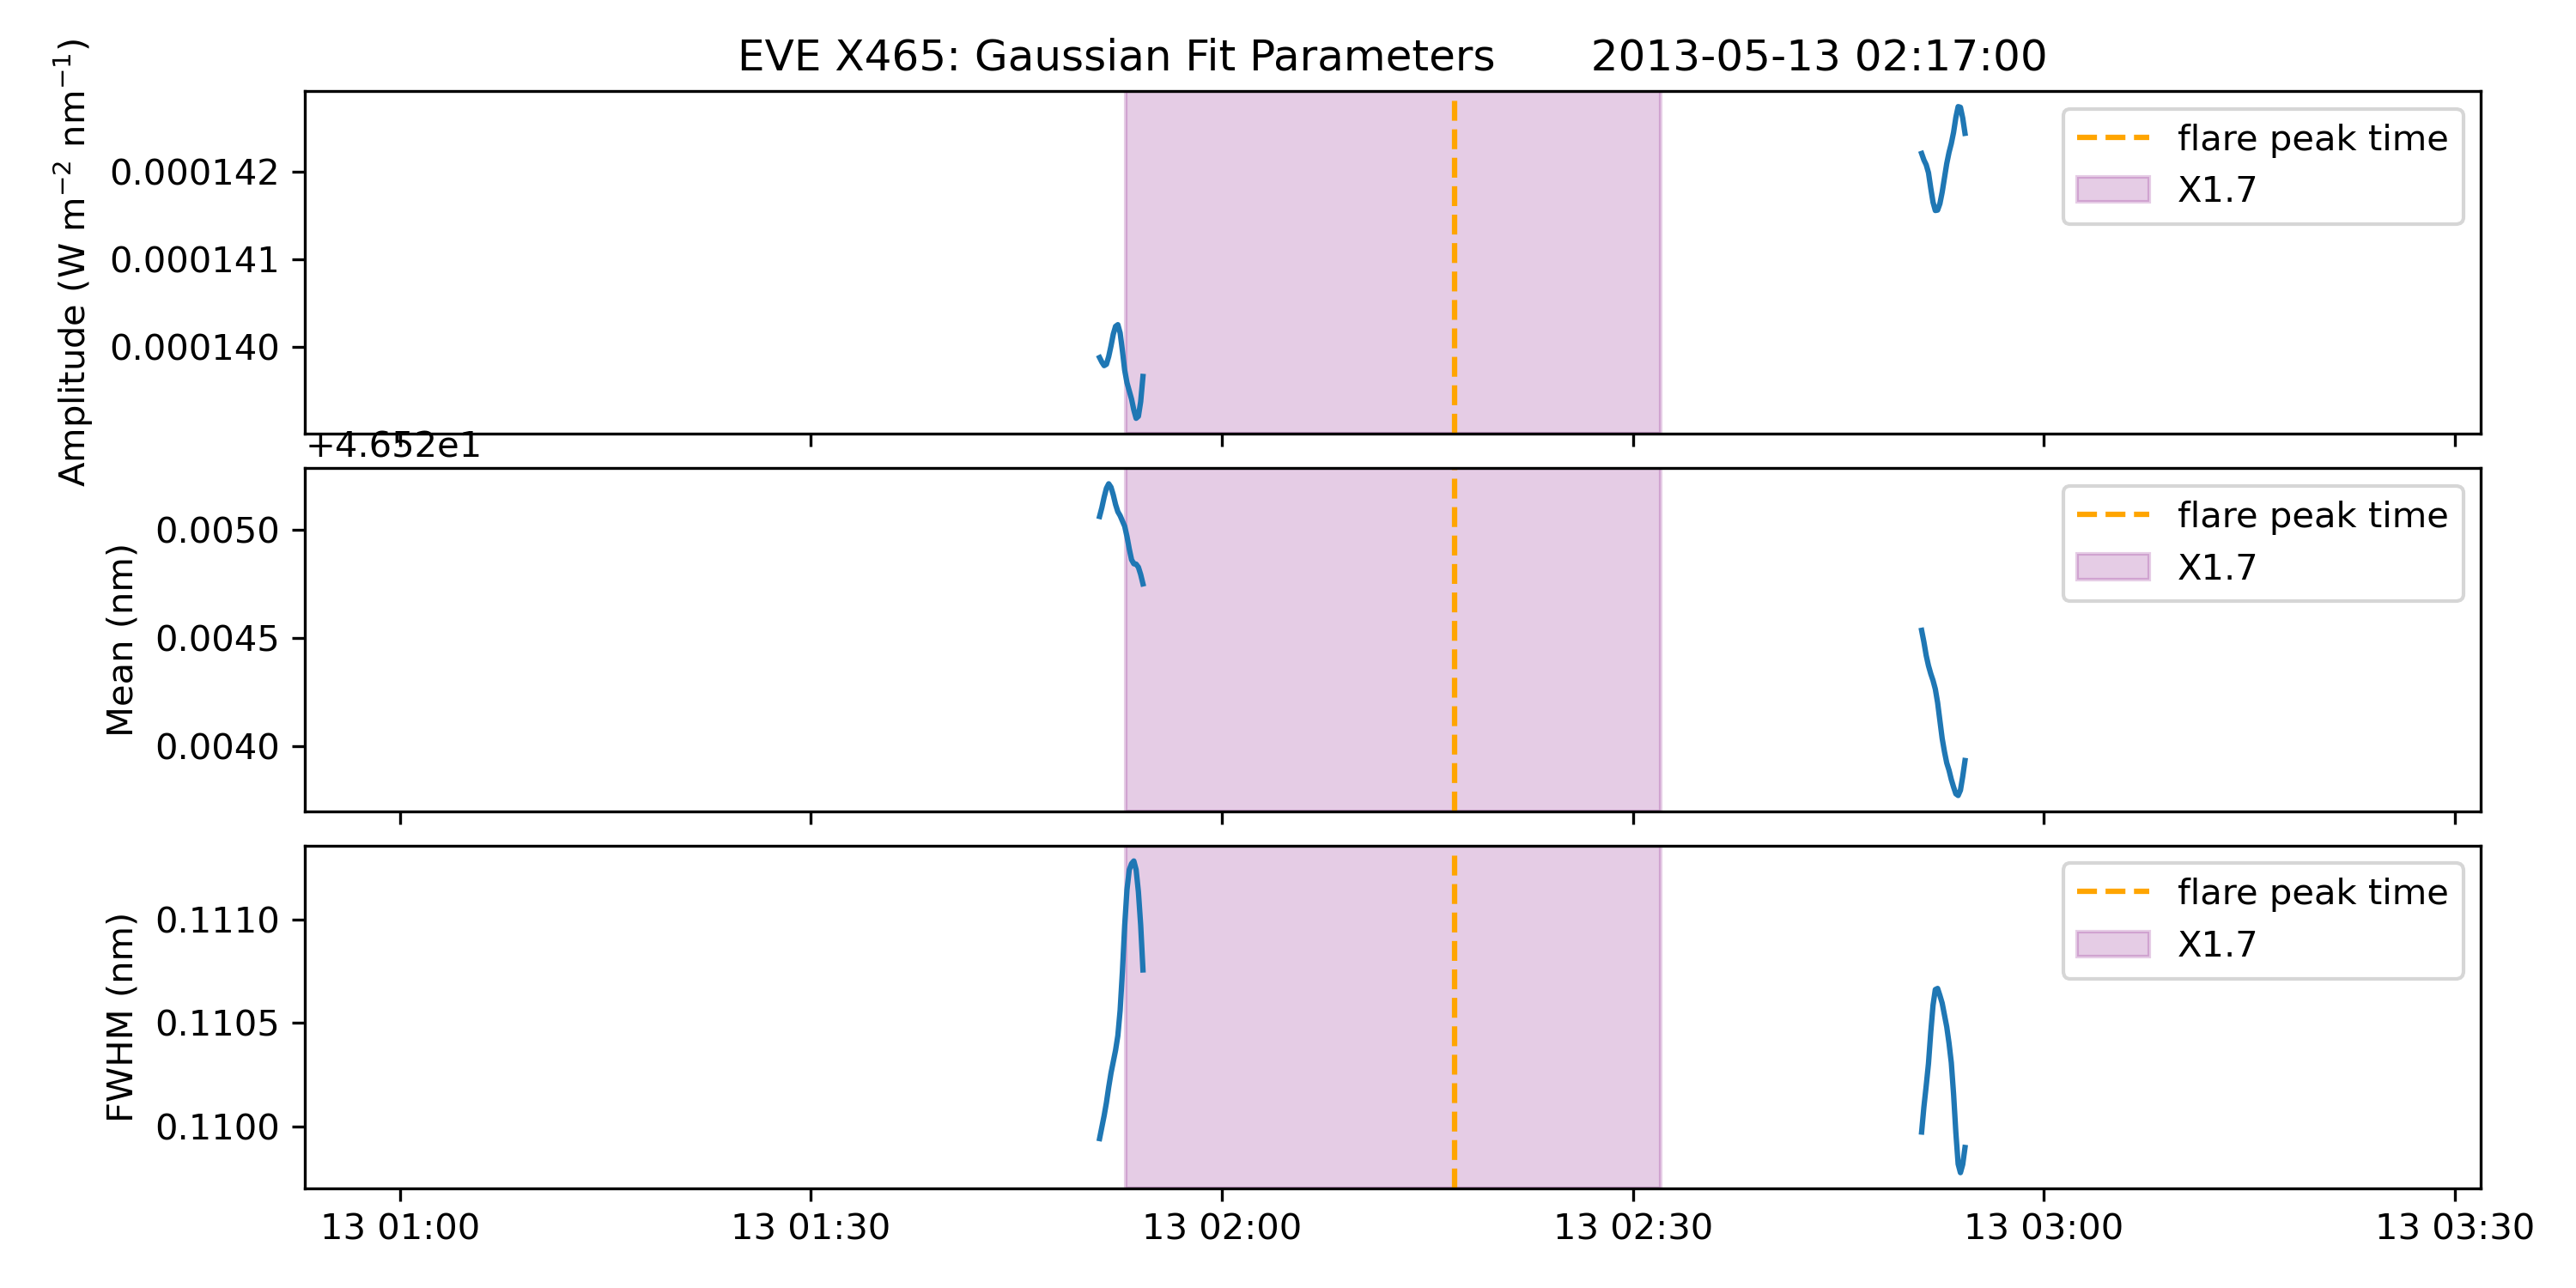 EVE X465: Gaussian Fit Parameters 2013-05-13 02:17:00
Amplitude (W m⁻² nm⁻¹)
0.000142
0.000141
0.000140
flare peak time
X1.7
+4.652e1
Mean (nm)
0.0050
0.0045
0.0040
flare peak time
X1.7
FWHM (nm)
0.1110
0.1105
0.1100
flare peak time
X1.7
13 01:00 13 01:30 13 02:00 13 02:30 13 03:00 13 03:30